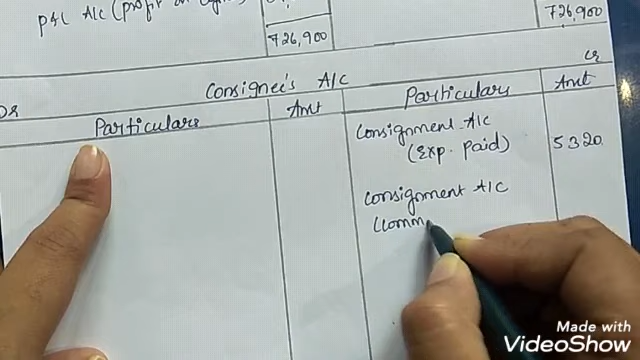 P&L A/C (profit on
726,900
726,900
Consignee's A/C
Dr
Cr
Particulars
Amt
Particulars
Amt
Consignment A/C
(Exp. Paid)
5320
Consignment A/C
(Comm
Made with
VideoShow